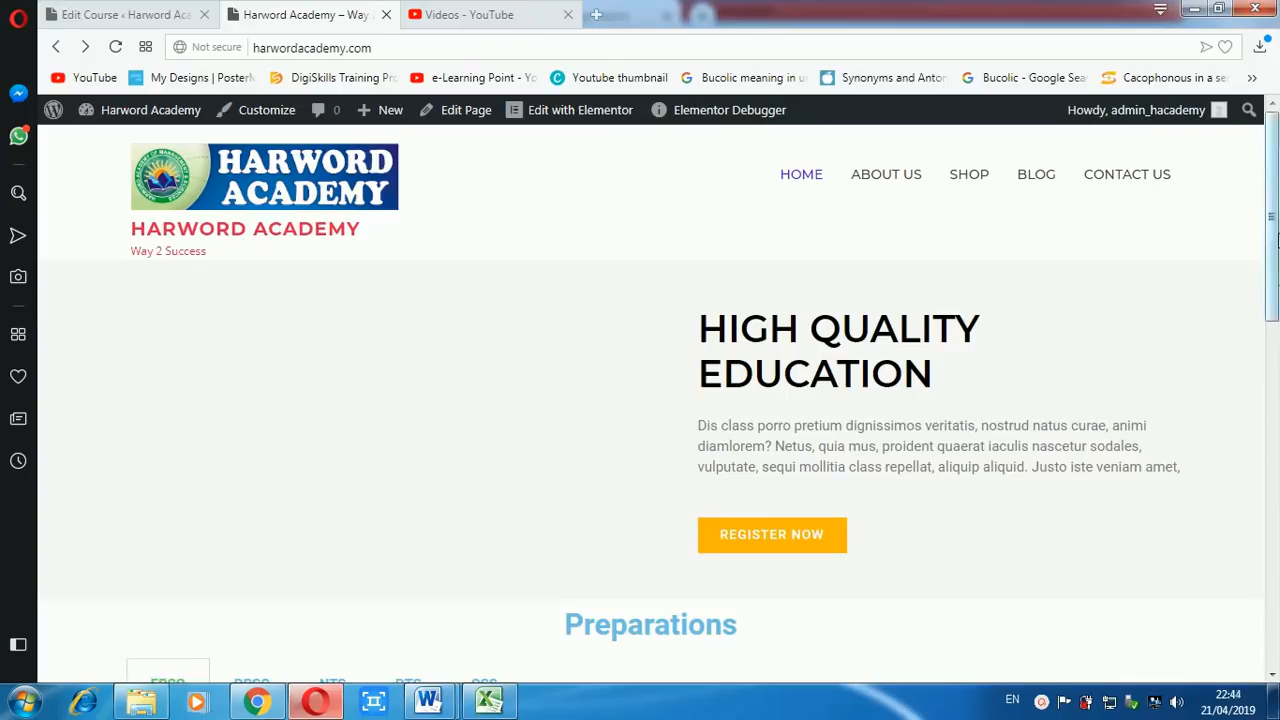 Edit Course ‹ Harword Aca
Harword Academy – Way
Videos - YouTube
Not secure
harwordacademy.com
YouTube
My Designs | PosterM
DigiSkills Training Pr
e-Learning Point - Yo
Youtube thumbnail
Bucolic meaning in u
Synonyms and Anton
Bucolic - Google Sea
Cacophonous in a se
Harword Academy
Customize
0
New
Edit Page
Edit with Elementor
Elementor Debugger
Howdy, admin_hacademy
HARWORD
ACADEMY
HOME
ABOUT US
SHOP
BLOG
CONTACT US
HARWORD ACADEMY
Way 2 Success
HIGH QUALITY
EDUCATION
Dis class porro pretium dignissimos veritatis, nostrud natus curae, animi
diamlorem? Netus, quia mus, proident quaerat iaculis nascetur sodales,
vulputate, sequi mollitia class repellat, aliquip aliquid. Justo iste veniam amet,
REGISTER NOW
Preparations
EN
22:44
21/04/2019